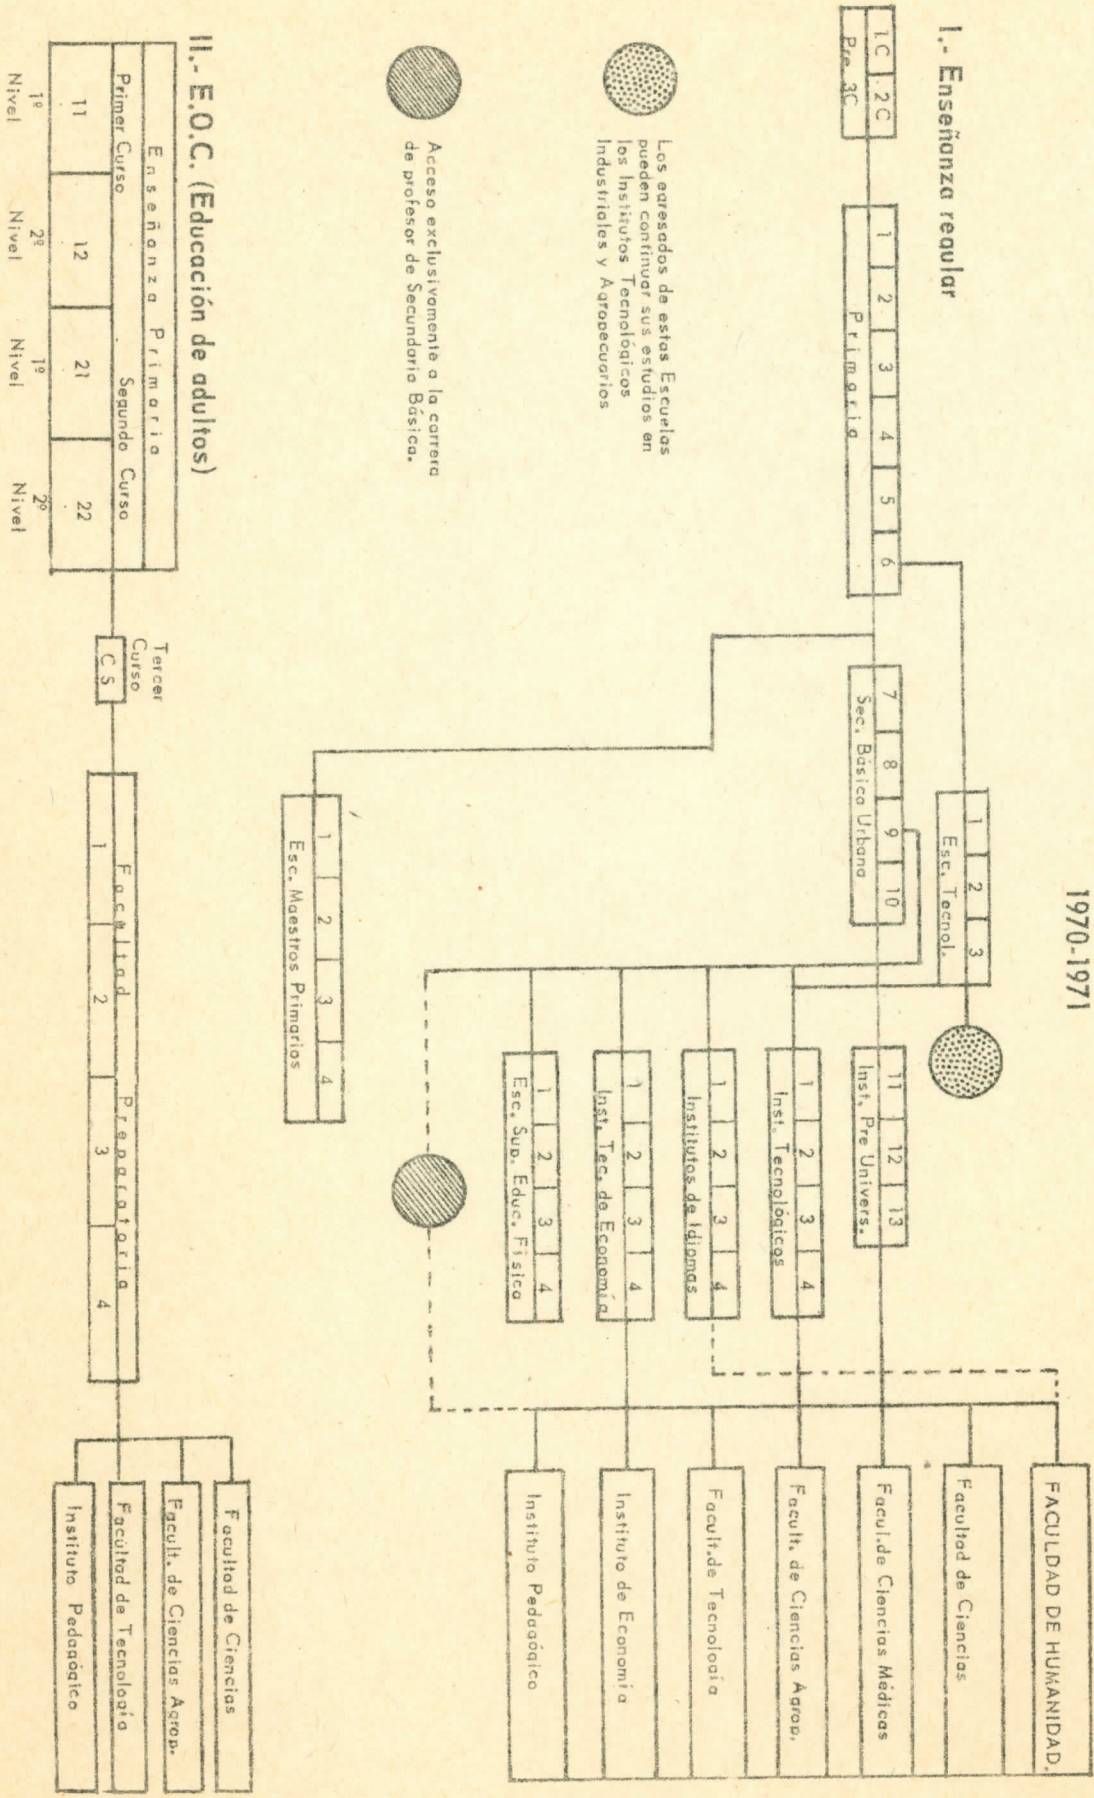 1970-1971
I.- Enseñanza regular
1.C 2 C
Pre 3C
1 2 3 4 5 6
Primaria
1 2 3
Esc. Tecnol.
7 8 9 10
Sec. Básica Urbana
11 12 13
Inst. Pre Univers.
1 2 3 4
Inst. Tecnológicos
1 2 3 4
Institutos de Idiomas
1 2 3 4
Inst. Tec. de Economía
1 2 3 4
Esc. Sup. Educ. Fisica
1 2 3 4
Esc. Maestros Primarios
FACULDAD DE HUMANIDAD.
Facultad de Ciencias
Facul.de Ciencias Médicas
Facult. de Ciencias Agrop.
Facult.de Tecnología
Instituto de Economia
Instituto Pedagógico
Los egresados de estas Escuelas
pueden continuar sus estudios en
los Institutos Tecnológicos
Industriales y Agropecuarios
Acceso exclusivamente a la carrera
de profesor de Secundaria Básica.
II.- E.O.C. (Educación de adultos)
Enseñanza Primaria
Primer Curso Segundo Curso
11 12 21 22
1º 2º 1º 2º
Nivel Nivel Nivel Nivel
Tercer
Curso
C S
Facultad Preparatoria
1 2 3 4
Facultad de Ciencias
Facult. de Ciencias Agrop.
Facultad de Tecnología
Instituto Pedagógico